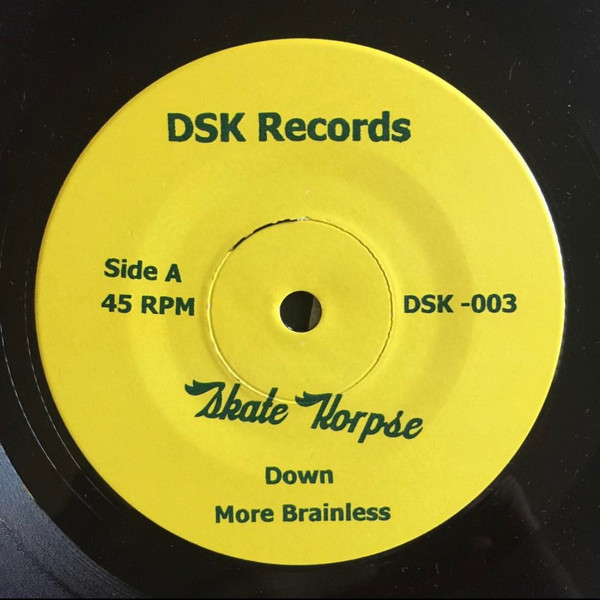 DSK Records
Side A
45 RPM
DSK -003
Skate Korpse
Down
More Brainless